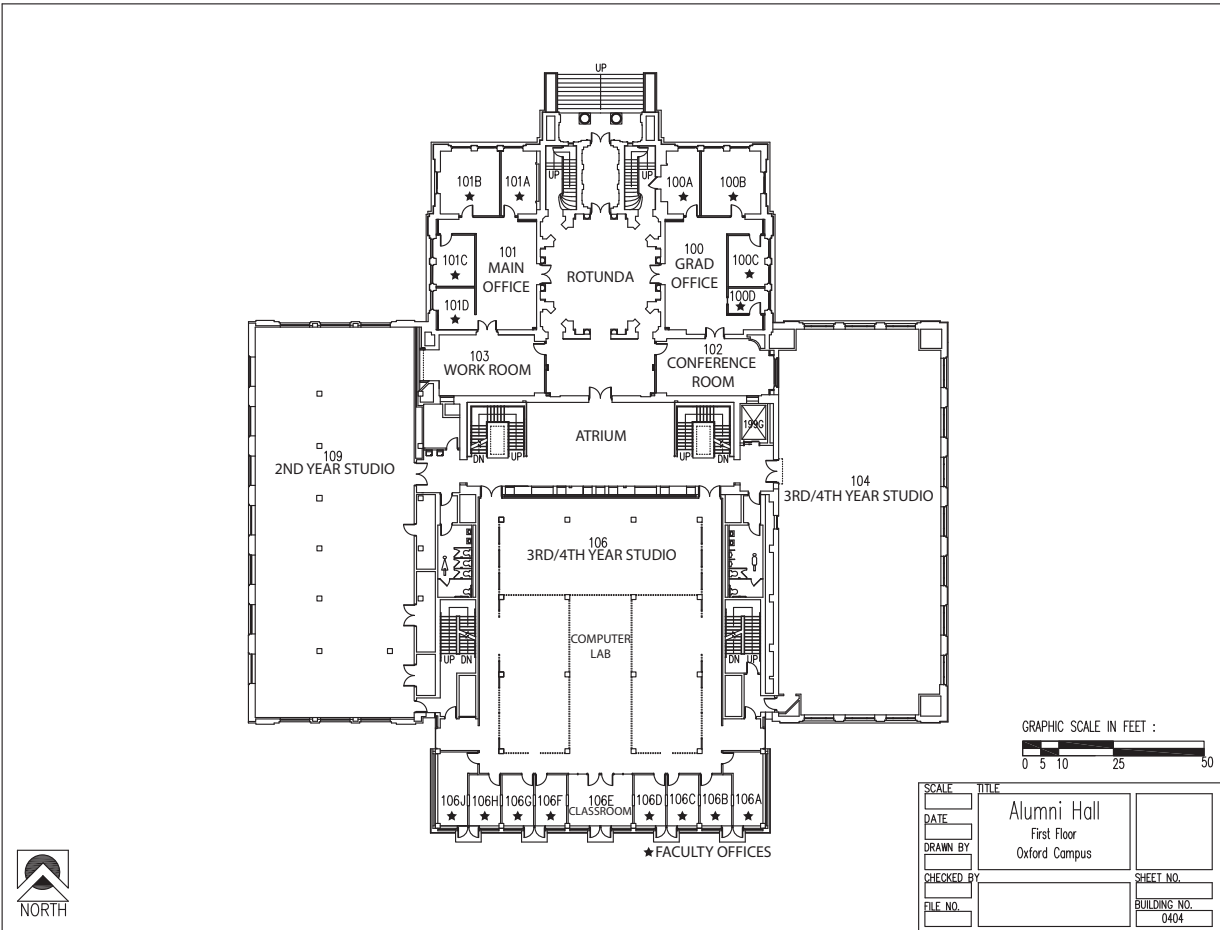 UP
101B
101A
UP
UP
100A
100B
101C
101
MAIN
OFFICE
ROTUNDA
100
GRAD
OFFICE
100C
101D
100D
103
WORK ROOM
102
CONFERENCE
ROOM
ATRIUM
199G
DN
UP
UP
DN
109
2ND YEAR STUDIO
104
3RD/4TH YEAR STUDIO
106
3RD/4TH YEAR STUDIO
COMPUTER
LAB
UP DN
DN UP
106J
106H
106G
106F
106E
CLASSROOM
106D
106C
106B
106A
★FACULTY OFFICES
GRAPHIC SCALE IN FEET :
0 5 10 25 50
SCALE
TITLE
Alumni Hall
First Floor
Oxford Campus
DATE
DRAWN BY
CHECKED BY
SHEET NO.
FILE NO.
BUILDING NO.
0404
NORTH